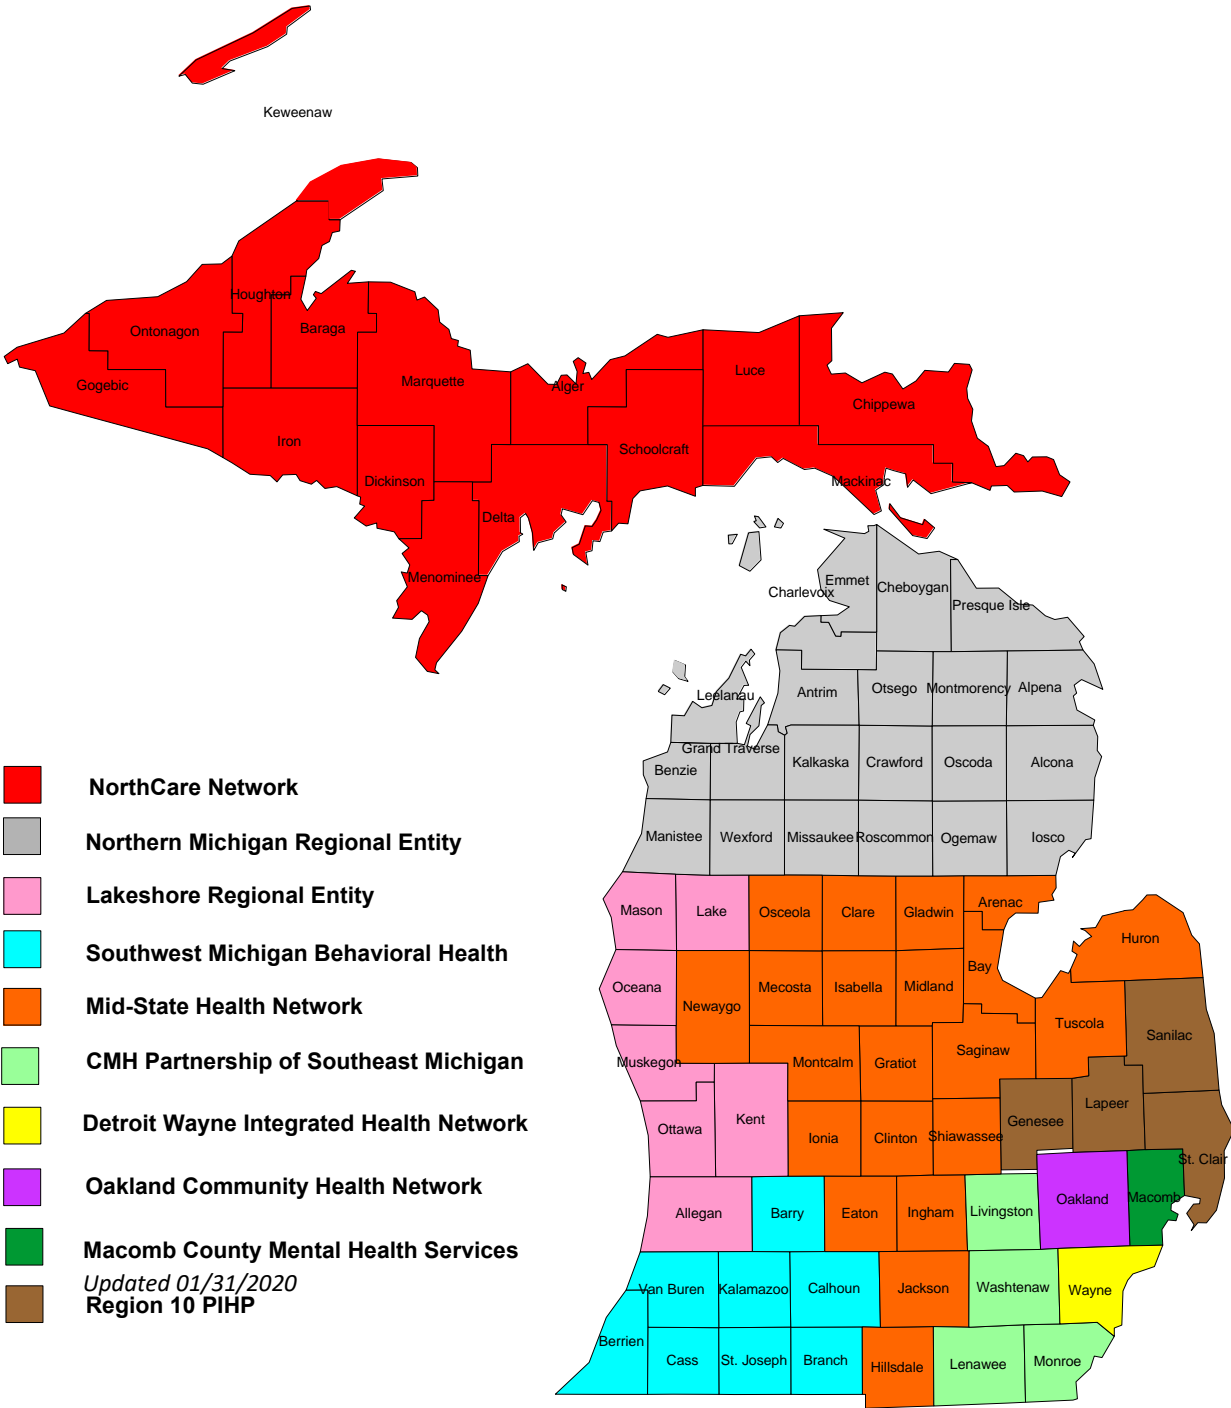 Keweenaw
Houghton
Ontonagon
Baraga
Gogebic
Marquette
Alger
Luce
Chippewa
Iron
Schoolcraft
Dickinson
Mackinac
Delta
Menominee
Emmet
Cheboygan
Charlevoix
Presque Isle
Leelanau
Antrim
Otsego
Montmorency
Alpena
Grand Traverse
Benzie
Kalkaska
Crawford
Oscoda
Alcona
Manistee
Wexford
Missaukee
Roscommon
Ogemaw
Iosco
Mason
Lake
Osceola
Clare
Gladwin
Arenac
Huron
Bay
Oceana
Newaygo
Mecosta
Isabella
Midland
Tuscola
Sanilac
Muskegon
Montcalm
Gratiot
Saginaw
Ottawa
Kent
Ionia
Clinton
Shiawassee
Genesee
Lapeer
St. Clair
Allegan
Barry
Eaton
Ingham
Livingston
Oakland
Macomb
Van Buren
Kalamazoo
Calhoun
Jackson
Washtenaw
Wayne
Berrien
Cass
St. Joseph
Branch
Hillsdale
Lenawee
Monroe
NorthCare Network
Northern Michigan Regional Entity
Lakeshore Regional Entity
Southwest Michigan Behavioral Health
Mid-State Health Network
CMH Partnership of Southeast Michigan
Detroit Wayne Integrated Health Network
Oakland Community Health Network
Macomb County Mental Health Services
Updated 01/31/2020
Region 10 PIHP